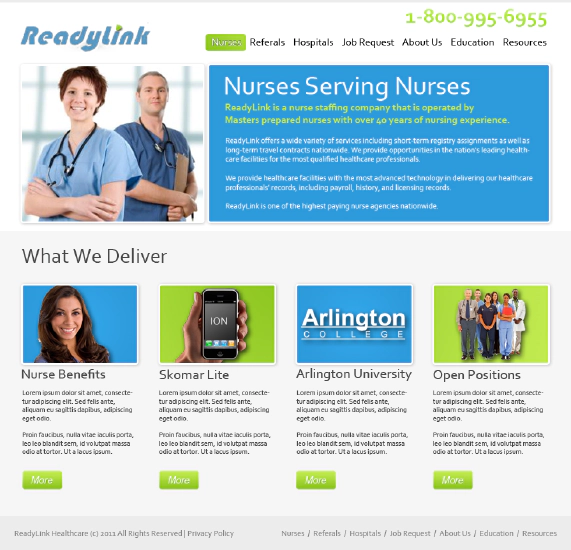 1-800-995-6955
ReadyLink
Nurses Referals Hospitals Job Request About Us Education Resources
Nurses Serving Nurses
ReadyLink is a nurse staffing company that is operated by
Masters prepared nurses with over 40 years of nursing experience.
ReadyLink offers a wide variety of services including short-term registry assignments as well as
long-term travel contracts nationwide. We provide opportunities in the nation's leading health-
care facilities for the most qualified healthcare professionals.
We provide healthcare facilities with the most advanced technology in delivering our healthcare
professionals' records, including payroll, history, and licensing records.
ReadyLink is one of the highest paying nurse agencies nationwide.
What We Deliver
ION
Arlington
COLLEGE
Nurse Benefits
Lorem ipsum dolor sit amet, consecte-
tur adipiscing elit. Sed felis ante,
aliquam eu sagittis dapibus, adipiscing
eget odio.
Proin faucibus, nulla vitae iaculis porta,
leo leo blandit sem, id volutpat massa
odio at tortor. Ut a lacus ipsum.
More
Skomar Lite
Lorem ipsum dolor sit amet, consecte-
tur adipiscing elit. Sed felis ante,
aliquam eu sagittis dapibus, adipiscing
eget odio.
Proin faucibus, nulla vitae iaculis porta,
leo leo blandit sem, id volutpat massa
odio at tortor. Ut a lacus ipsum.
More
Arlington University
Lorem ipsum dolor sit amet, consecte-
tur adipiscing elit. Sed felis ante,
aliquam eu sagittis dapibus, adipiscing
eget odio.
Proin faucibus, nulla vitae iaculis porta,
leo leo blandit sem, id volutpat massa
odio at tortor. Ut a lacus ipsum.
More
Open Positions
Lorem ipsum dolor sit amet, consecte-
tur adipiscing elit. Sed felis ante,
aliquam eu sagittis dapibus, adipiscing
eget odio.
Proin faucibus, nulla vitae iaculis porta,
leo leo blandit sem, id volutpat massa
odio at tortor. Ut a lacus ipsum.
More
ReadyLink Healthcare (c) 2011 All Rights Reserved | Privacy Policy
Nurses / Referals / Hospitals / Job Request / About Us / Education / Resources